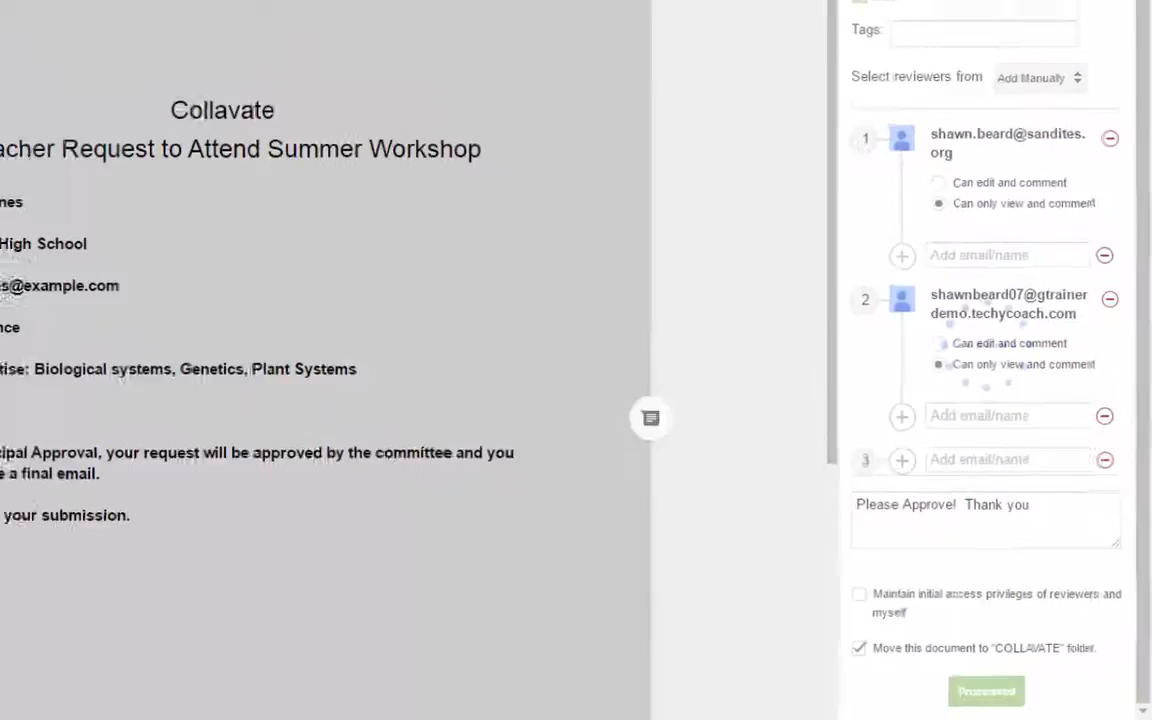 Collavate
acher Request to Attend Summer Workshop
nes
High School
s@example.com
nce
tise: Biological systems, Genetics, Plant Systems
cipal Approval, your request will be approved by the committee and you
e a final email.
your submission.
Tags:
Select reviewers from Add Manually
1 shawn.beard@sandites.
org
Can edit and comment
Can only view and comment
Add email/name
2 shawnbeard07@gtrainer
demo.techycoach.com
Can edit and comment
Can only view and comment
Add email/name
3 Add email/name
Please Approve! Thank you
Maintain initial access privileges of reviewers and
myself
Move this document to "COLLAVATE" folder.